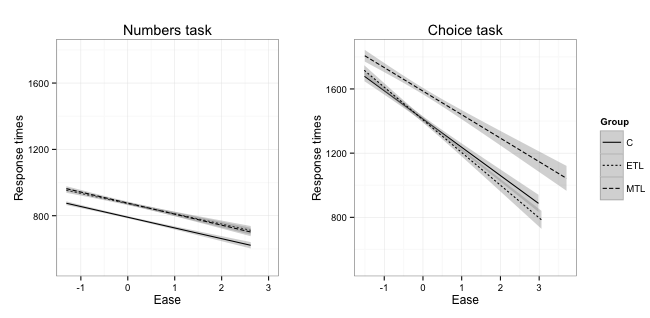 Numbers task
Response times
1600
1200
800
-1 0 1 2 3
Ease
Choice task
Response times
1600
1200
800
-1 0 1 2 3
Ease
Group
C
ETL
MTL